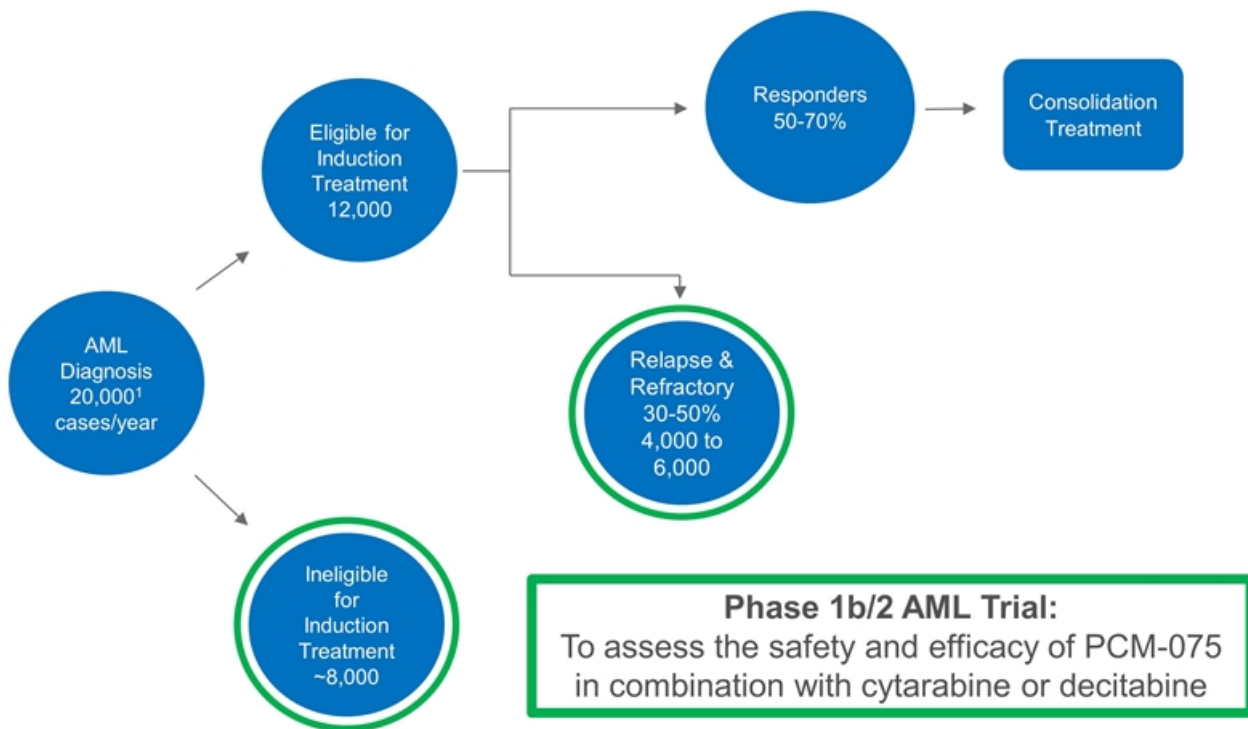 AML
Diagnosis
20,000¹
cases/year
Eligible for
Induction
Treatment
12,000
Responders
50-70%
Consolidation
Treatment
Relapse &
Refractory
30-50%
4,000 to
6,000
Ineligible
for
Induction
Treatment
~8,000
Phase 1b/2 AML Trial:
To assess the safety and efficacy of PCM-075
in combination with cytarabine or decitabine